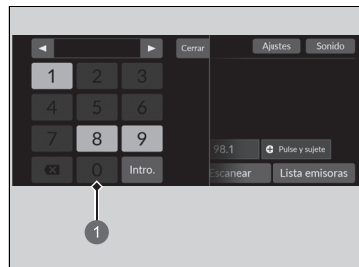 Cerrar Ajustes Sonido
1 2 3
4 5 6
7 8 9
98.1 Pulse y sujete
0 Intro. Escanear Lista emisoras
1